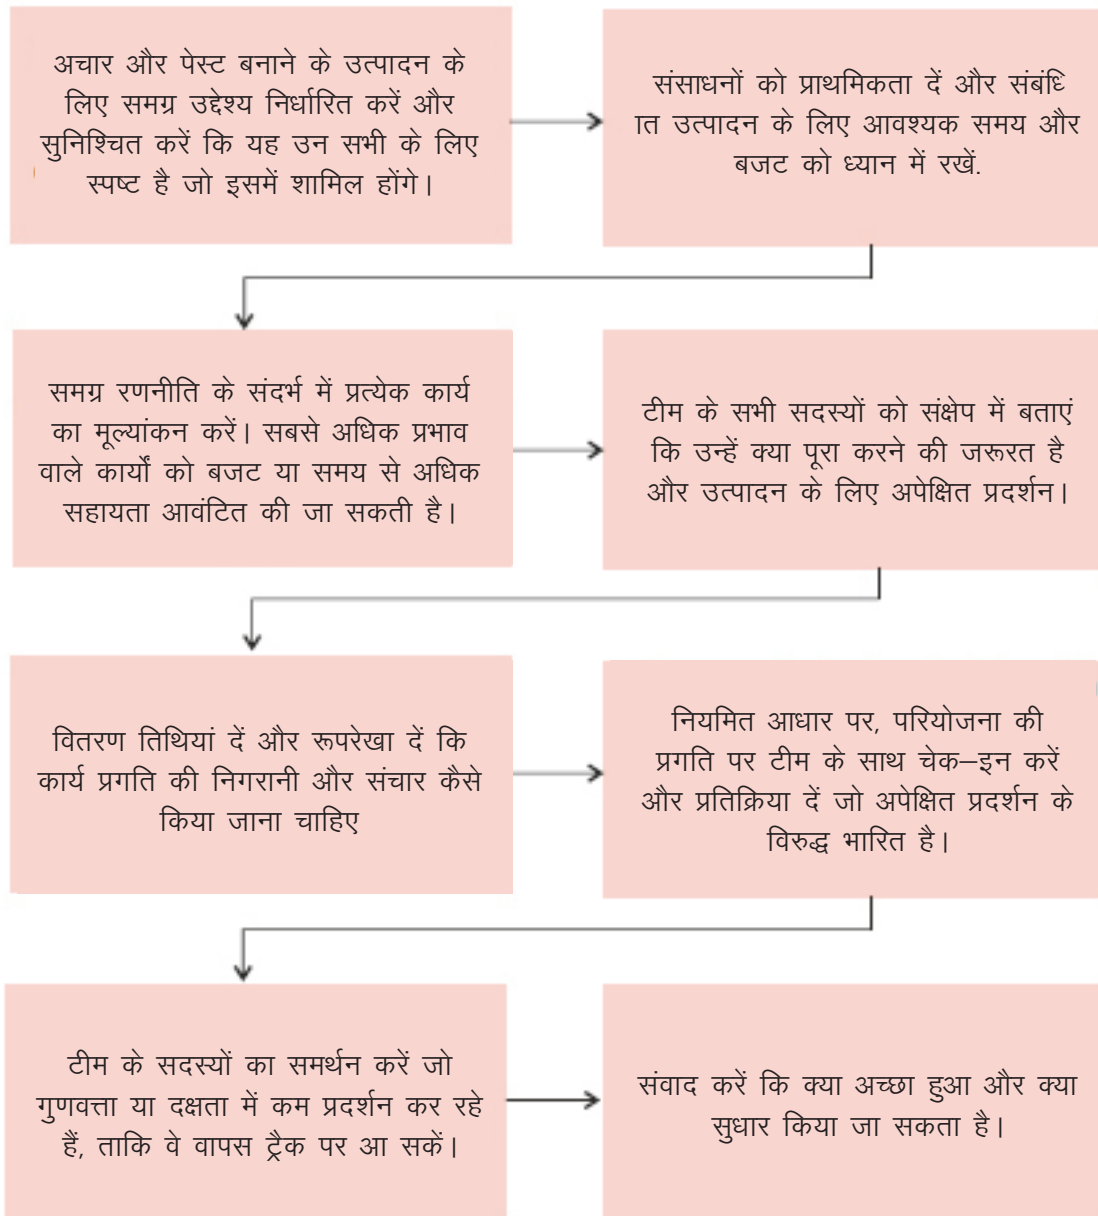 अचार और पेस्ट बनाने के उत्पादन के
लिए समग्र उद्देश्य निर्धारित करें और
सुनिश्चित करें कि यह उन सभी के लिए
स्पष्ट है जो इसमें शामिल होंगे।
संसाधनों को प्राथमिकता दें और संबंधि
ात उत्पादन के लिए आवश्यक समय और
बजट को ध्यान में रखें.
समग्र रणनीति के संदर्भ में प्रत्येक कार्य
का मूल्यांकन करें। सबसे अधिक प्रभाव
वाले कार्यों को बजट या समय से अधिक
सहायता आवंटित की जा सकती है।
टीम के सभी सदस्यों को संक्षेप में बताएं
कि उन्हें क्या पूरा करने की जरूरत है
और उत्पादन के लिए अपेक्षित प्रदर्शन।
वितरण तिथियां दें और रूपरेखा दें कि
कार्य प्रगति की निगरानी और संचार कैसे
किया जाना चाहिए
नियमित आधार पर, परियोजना की
प्रगति पर टीम के साथ चेक–इन करें
और प्रतिक्रिया दें जो अपेक्षित प्रदर्शन के
विरुद्ध भारित है।
टीम के सदस्यों का समर्थन करें जो
गुणवत्ता या दक्षता में कम प्रदर्शन कर रहे
हैं, ताकि वे वापस ट्रैक पर आ सकें।
संवाद करें कि क्या अच्छा हुआ और क्या
सुधार किया जा सकता है।